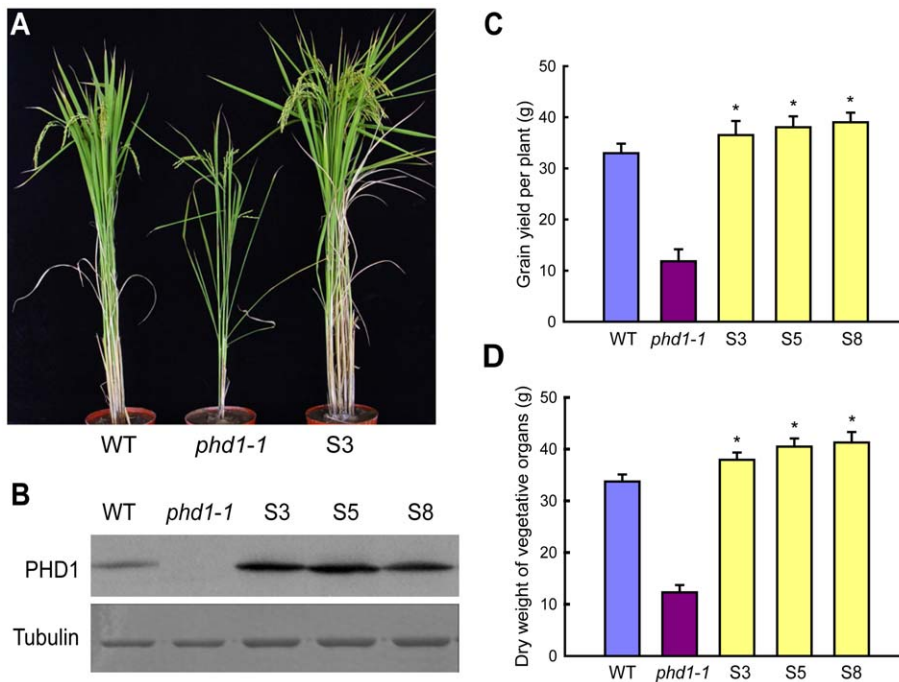 A
WT phd1-1 S3
B
WT phd1-1 S3 S5 S8
PHD1
Tubulin
C
Grain yield per plant (g)
50
40
30
20
10
0
WT phd1-1 S3 S5 S8
* * *
D
Dry weight of vegetative organs (g)
50
40
30
20
10
0
WT phd1-1 S3 S5 S8
* * *